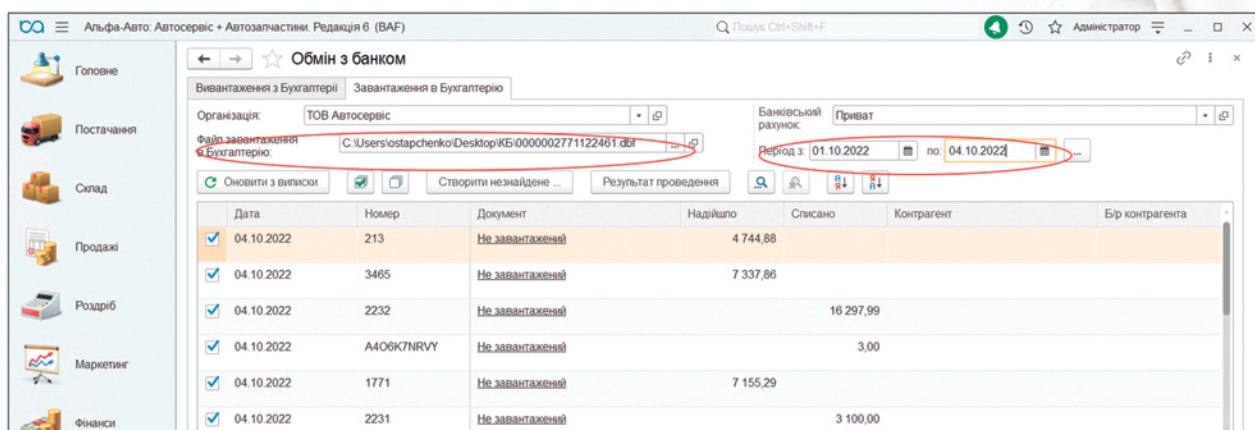 Альфа-Авто: Автосервіс + Автозапчастини. Редакція 6 (BAF) Пошук Ctrl+Shift+F Адміністратор
Головне
Постачання
Склад
Продажі
Роздріб
Маркетинг
Фінанси
Обмін з банком
Вивантаження з Бухгалтерії Завантаження в Бухгалтерію
Організація: ТОВ Автосервіс Банківський рахунок: Приват
Файл завантаження в Бухгалтерію: C:\Users\ostapchenko\Desktop\КБ\0000002771122461.dbf ... Період з: 01.10.2022 по: 04.10.2022 ...
Оновити з виписки Створити незнайдене ... Результат проведення
Дата Номер Документ Надійшло Списано Контрагент Б/р контрагента
04.10.2022 213 Не завантажений 4 744,88
04.10.2022 3465 Не завантажений 7 337,86
04.10.2022 2232 Не завантажений 16 297,99
04.10.2022 A4O6K7NRVY Не завантажений 3,00
04.10.2022 1771 Не завантажений 7 155,29
04.10.2022 2231 Не завантажений 3 100,00